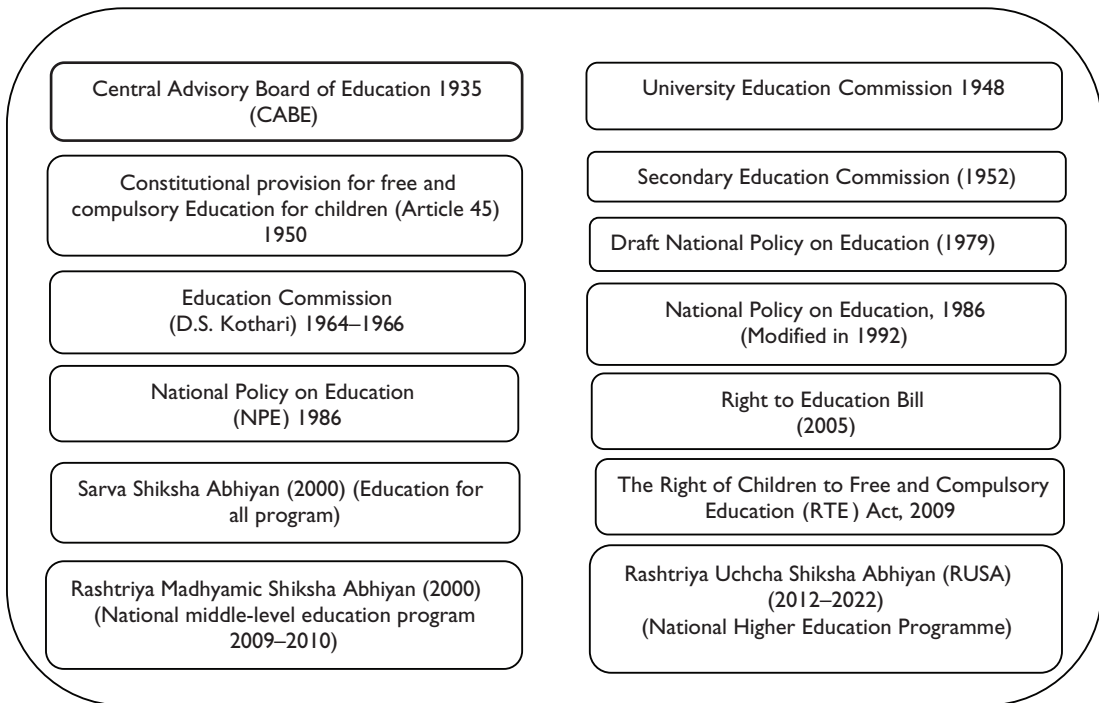 Central Advisory Board of Education 1935
(CABE)
Constitutional provision for free and
compulsory Education for children (Article 45)
1950
Education Commission
(D.S. Kothari) 1964–1966
National Policy on Education
(NPE) 1986
Sarva Shiksha Abhiyan (2000) (Education for
all program)
Rashtriya Madhyamic Shiksha Abhiyan (2000)
(National middle-level education program
2009–2010)
University Education Commission 1948
Secondary Education Commission (1952)
Draft National Policy on Education (1979)
National Policy on Education, 1986
(Modified in 1992)
Right to Education Bill
(2005)
The Right of Children to Free and Compulsory
Education (RTE) Act, 2009
Rashtriya Uchcha Shiksha Abhiyan (RUSA)
(2012–2022)
(National Higher Education Programme)